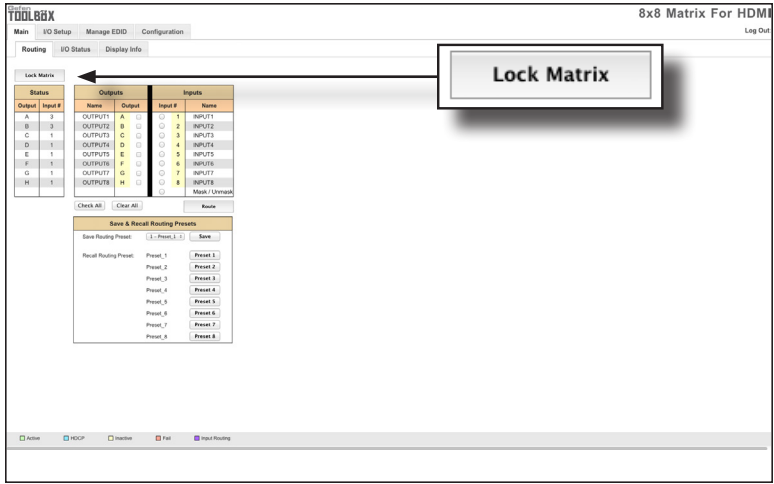 Gefen
TOOLBOX
8x8 Matrix For HDMI
Main I/O Setup Manage EDID Configuration
Log Out
Routing I/O Status Display Info
Lock Matrix
Lock Matrix
Status Outputs Inputs
Output Input # Name Output Input # Name
A 3 OUTPUT1 A 1 INPUT1
B 3 OUTPUT2 B 2 INPUT2
C 1 OUTPUT3 C 3 INPUT3
D 1 OUTPUT4 D 4 INPUT4
E 1 OUTPUT5 E 5 INPUT5
F 1 OUTPUT6 F 6 INPUT6
G 1 OUTPUT7 G 7 INPUT7
H 1 OUTPUT8 H 8 INPUT8
Mask / Unmask
Check All Clear All Route
Save & Recall Routing Presets
Save Routing Preset: 1 - Preset_1 Save
Recall Routing Preset: Preset_1 Preset 1
Preset_2 Preset 2
Preset_3 Preset 3
Preset_4 Preset 4
Preset_5 Preset 5
Preset_6 Preset 6
Preset_7 Preset 7
Preset_8 Preset 8
Active HDCP Inactive Fail Input Routing